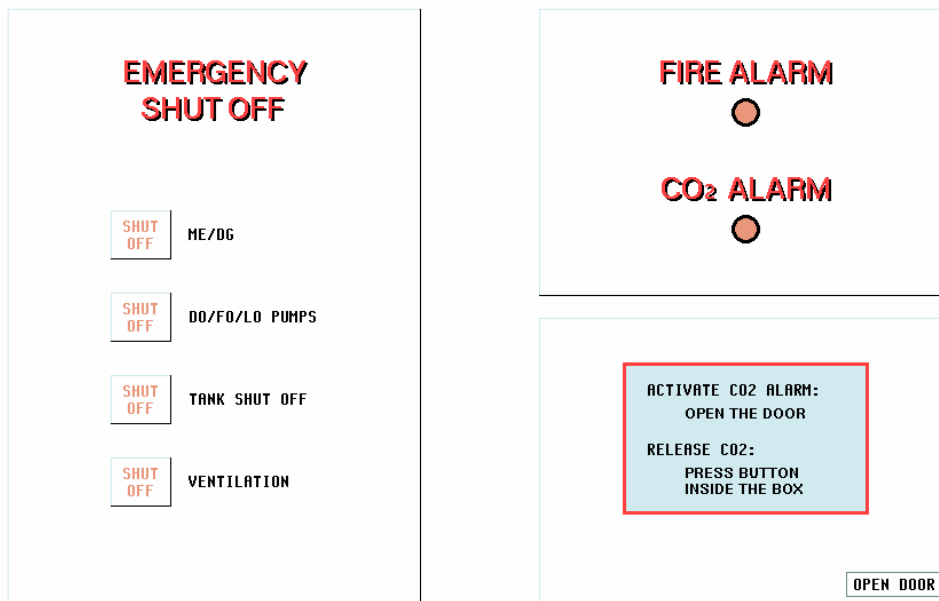 EMERGENCY
SHUT OFF
SHUT
OFF
ME/DG
SHUT
OFF
DO/FO/LO PUMPS
SHUT
OFF
TANK SHUT OFF
SHUT
OFF
VENTILATION
FIRE ALARM
CO2 ALARM
ACTIVATE CO2 ALARM:
OPEN THE DOOR
RELEASE CO2:
PRESS BUTTON
INSIDE THE BOX
OPEN DOOR